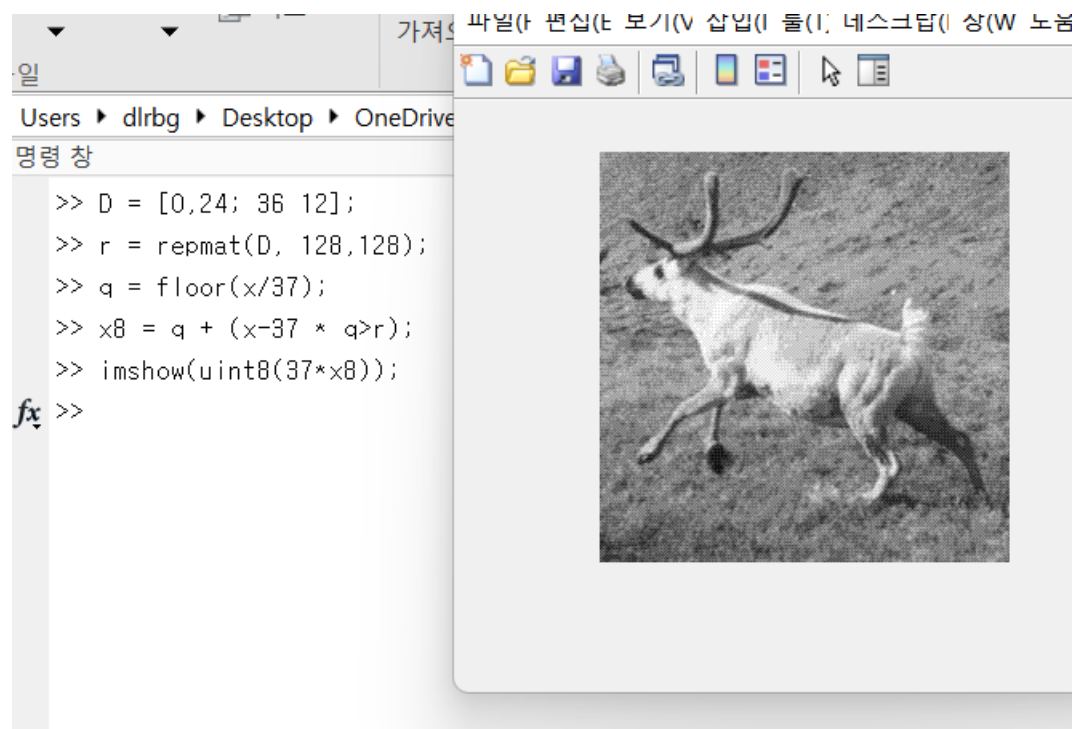 가져
일
Users ▶ dlrbg ▶ Desktop ▶ OneDrive
명령 창
>> D = [0,24; 36 12];
>> r = repmat(D, 128,128);
>> q = floor(x/37);
>> x8 = q + (x-37 * q>r);
>> imshow(uint8(37*x8));
fx >>
파일(F 편집(E 보기(V 삽입(I 툴(T 데스크탑( 창(W 도움